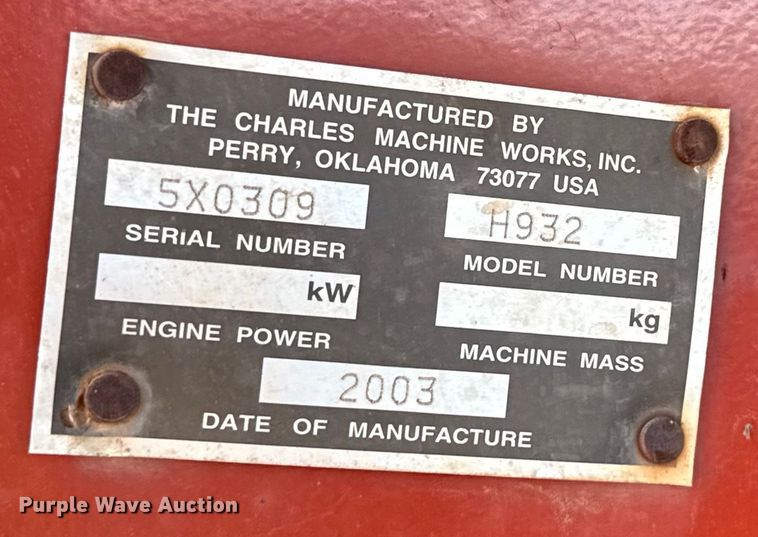 MANUFACTURED BY
THE CHARLES MACHINE WORKS, INC.
PERRY, OKLAHOMA 73077 USA
5X0309 H932
SERIAL NUMBER MODEL NUMBER
kW kg
ENGINE POWER MACHINE MASS
2003
DATE OF MANUFACTURE
Purple Wave Auction